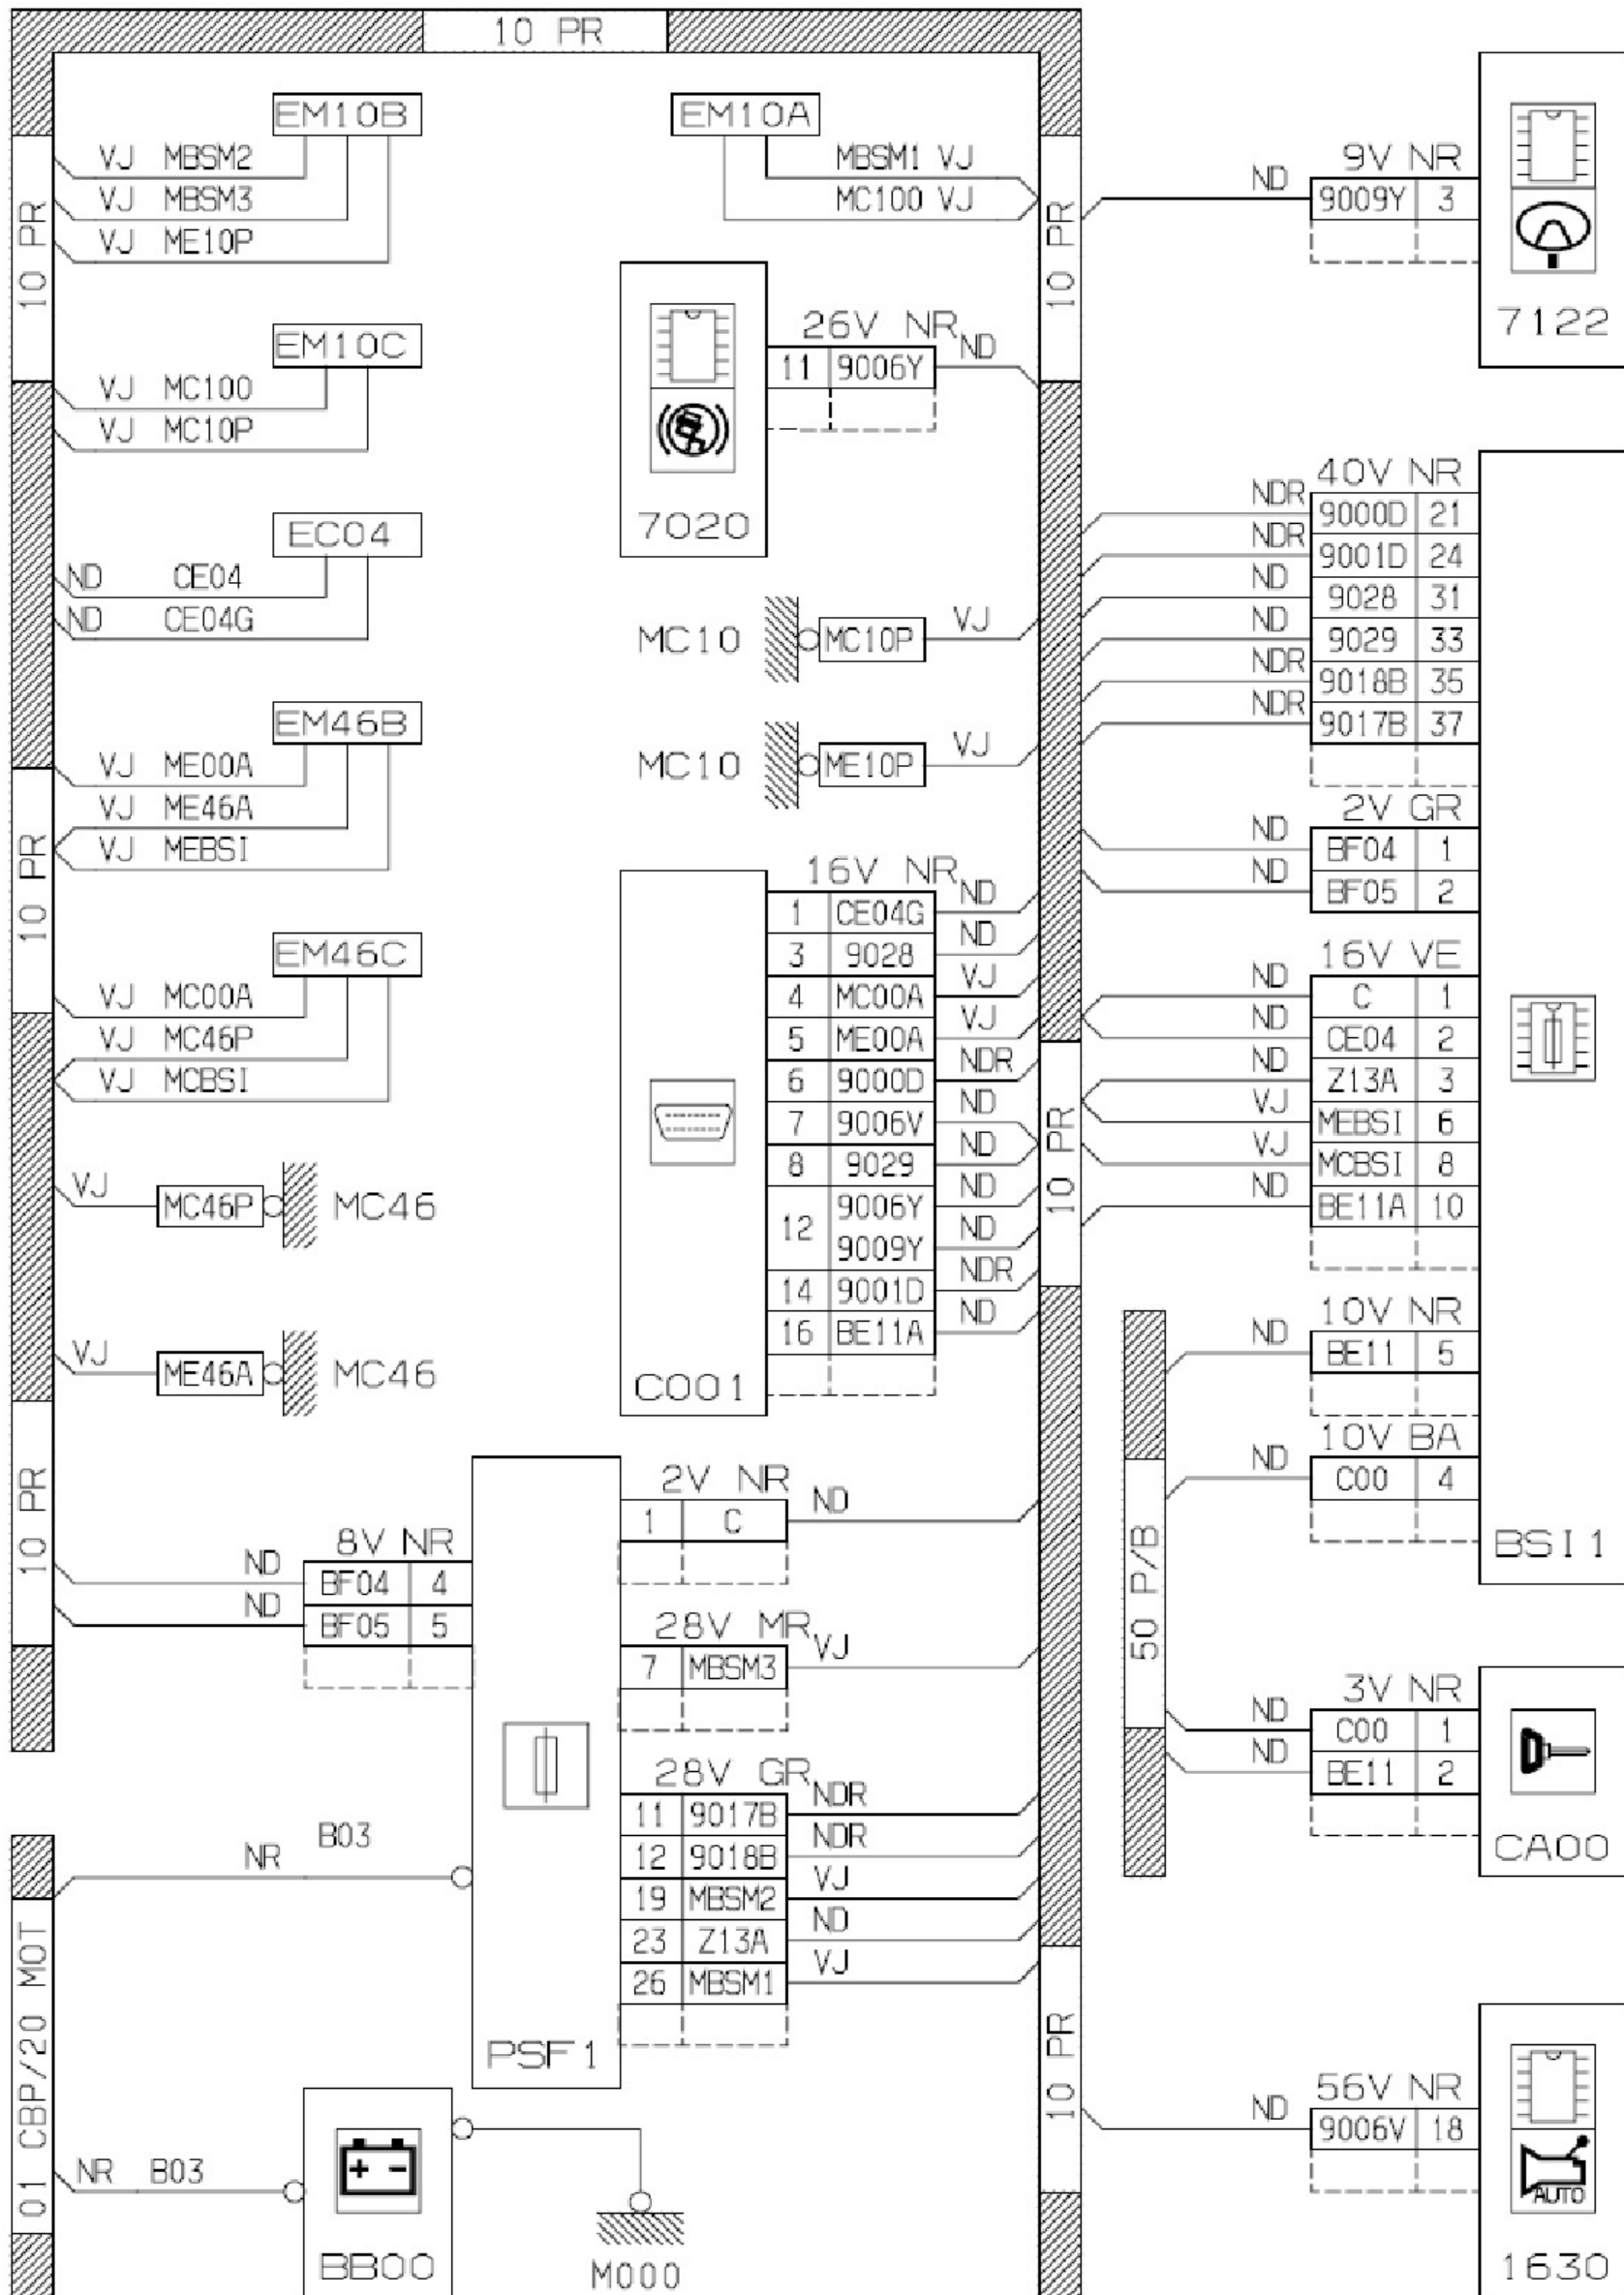 10 PR
EM10B
VJ MBSM2
VJ MBSM3
VJ ME10P
10 PR
EM10C
VJ MC100
VJ MC10P
EC04
ND CE04
ND CE04G
EM46B
VJ ME00A
VJ ME46A
VJ MEBSI
10 PR
EM46C
VJ MC00A
VJ MC46P
VJ MCBSI
VJ MC46P MC46
VJ ME46A MC46
10 PR
8V NR
ND BF04 4
ND BF05 5
B03
NR
01 CBP/20 MOT
NR B03
+ -
BB00
M000
EM10A
MBSM1 VJ
MC100 VJ
10 PR
26V NR
11 9006Y ND
7020
MC10 MC10P VJ
MC10 ME10P VJ
16V NR
1 CE04G ND
3 9028 ND
4 MC00A VJ
5 ME00A VJ
6 9000D NDR
7 9006V ND
8 9029 ND
12 9006Y ND
9009Y ND
14 9001D NDR
16 BE11A ND
C001
10 PR
2V NR
1 C ND
28V MR
7 MBSM3 VJ
28V GR
11 9017B NDR
12 9018B NDR
19 MBSM2 VJ
23 Z13A ND
26 MBSM1 VJ
PSF1
10 PR
9V NR
ND 9009Y 3
7122
40V NR
NDR 9000D 21
NDR 9001D 24
ND 9028 31
ND 9029 33
NDR 9018B 35
NDR 9017B 37
2V GR
ND BF04 1
ND BF05 2
16V VE
ND C 1
ND CE04 2
ND Z13A 3
VJ MEBSI 6
VJ MCBSI 8
ND BE11A 10
10V NR
ND BE11 5
10V BA
ND C00 4
BSI1
50 P/B
3V NR
ND C00 1
ND BE11 2
CA00
56V NR
ND 9006V 18
AUTO
1630